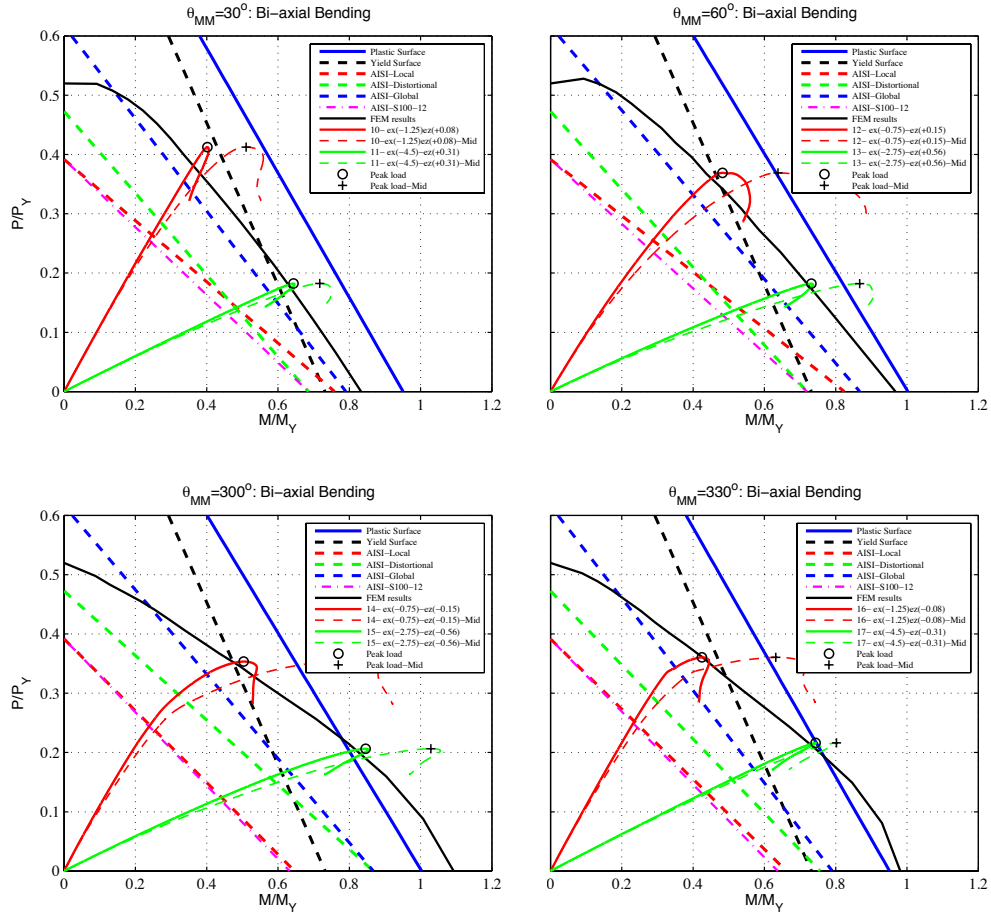 θMM=30o: Bi-axial Bending
0.6
0.5
0.4
0.3
0.2
0.1
0
P/PY
Plastic Surface
Yield Surface
AISI-Local
AISI-Distortional
AISI-Global
AISI-S100-12
FEM results
10- ex(-1.25)ez(+0.08)
10-ex(-1.25)ez(+0.08)-Mid
11-ex(-4.5)-ez(+0.31)
11-ex(-4.5)-ez(+0.31)-Mid
Peak load
Peak load-Mid
0 0.2 0.4 0.6 0.8 1 1.2
M/MY
θMM=60o: Bi-axial Bending
0.6
0.5
0.4
0.3
0.2
0.1
0
P/PY
Plastic Surface
Yield Surface
AISI-Local
AISI-Distortional
AISI-Global
AISI-S100-12
FEM results
12- ex(-0.75)-ez(+0.15)
12- ex(-0.75)-ez(+0.15)-Mid
13- ex(-2.75)-ez(+0.56)
13- ex(-2.75)-ez(+0.56)-Mid
Peak load
Peak load-Mid
0 0.2 0.4 0.6 0.8 1 1.2
M/MY
θMM=300o: Bi-axial Bending
0.6
0.5
0.4
0.3
0.2
0.1
0
P/PY
Plastic Surface
Yield Surface
AISI-Local
AISI-Distortional
AISI-Global
AISI-S100-12
FEM results
14- ex(-0.75)-ez(-0.15)
14- ex(-0.75)-ez(-0.15)-Mid
15- ex(-2.75)-ez(-0.56)
15- ex(-2.75)-ez(-0.56)-Mid
Peak load
Peak load-Mid
0 0.2 0.4 0.6 0.8 1 1.2
M/MY
θMM=330o: Bi-axial Bending
0.6
0.5
0.4
0.3
0.2
0.1
0
P/PY
Plastic Surface
Yield Surface
AISI-Local
AISI-Distortional
AISI-Global
AISI-S100-12
FEM results
16- ex(-1.25)ez(-0.08)
16- ex(-1.25)ez(-0.08)-Mid
17- ex(-4.5)-ez(-0.31)
17- ex(-4.5)-ez(-0.31)-Mid
Peak load
Peak load-Mid
0 0.2 0.4 0.6 0.8 1 1.2
M/MY